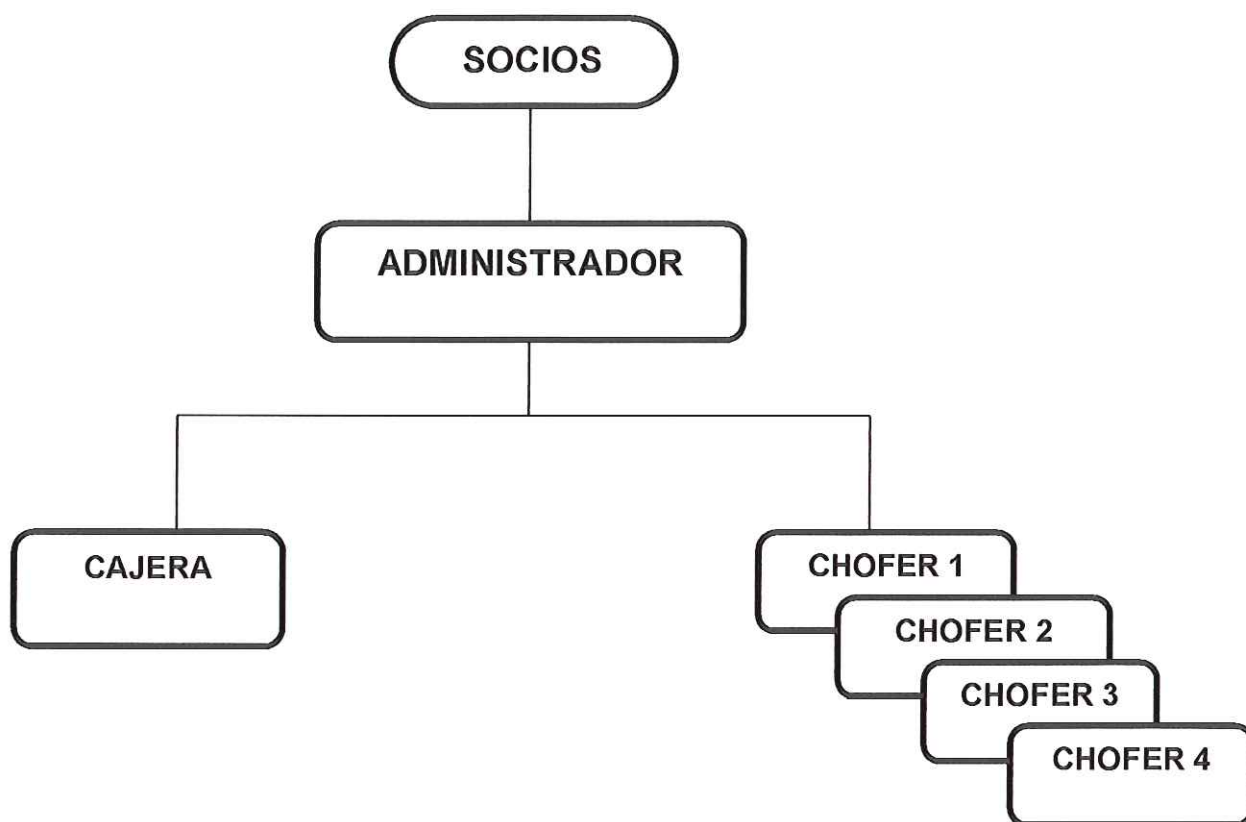 SOCIOS
ADMINISTRADOR
CAJERA
CHOFER 1
CHOFER 2
CHOFER 3
CHOFER 4